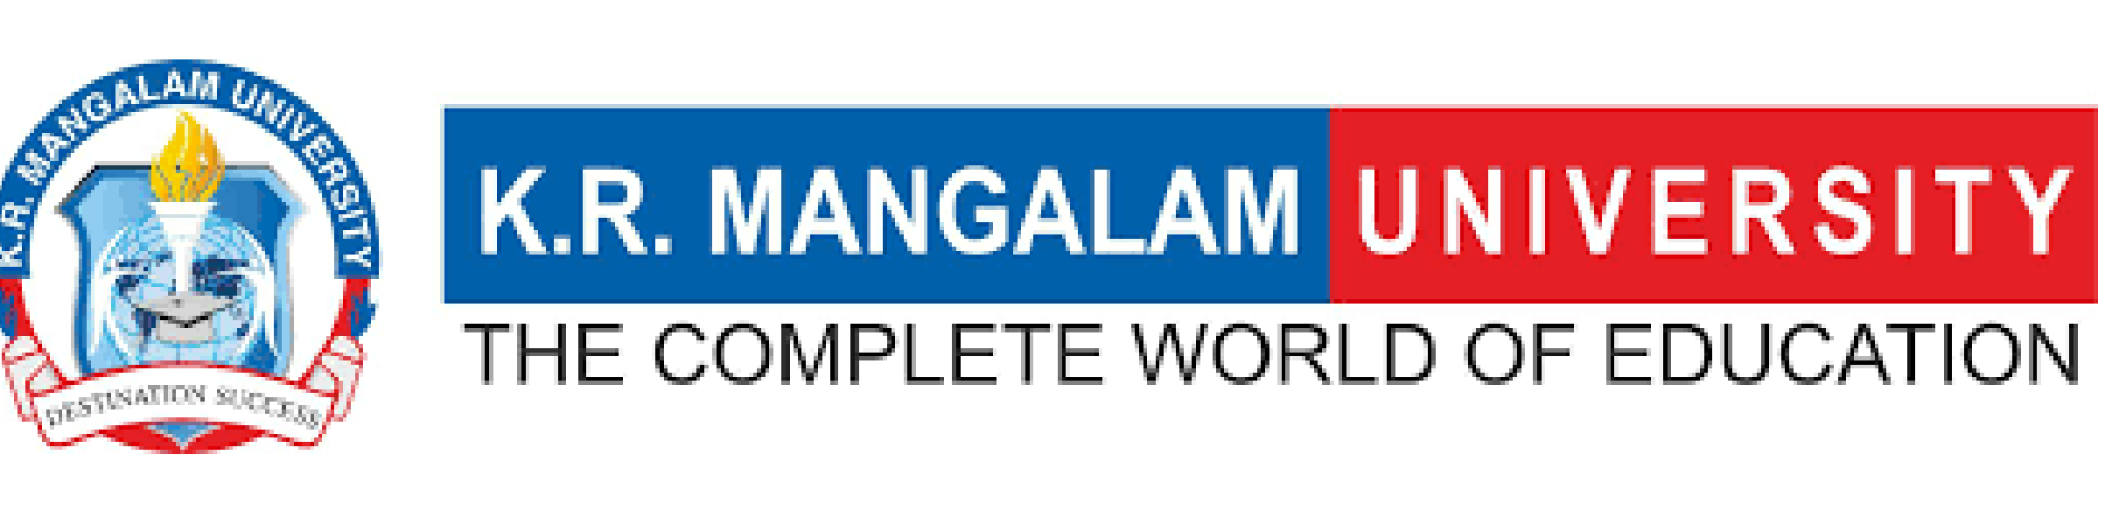 K.R. MANGALAM UNIVERSITY
DESTINATION SUCCESS
K.R. MANGALAM UNIVERSITY
THE COMPLETE WORLD OF EDUCATION